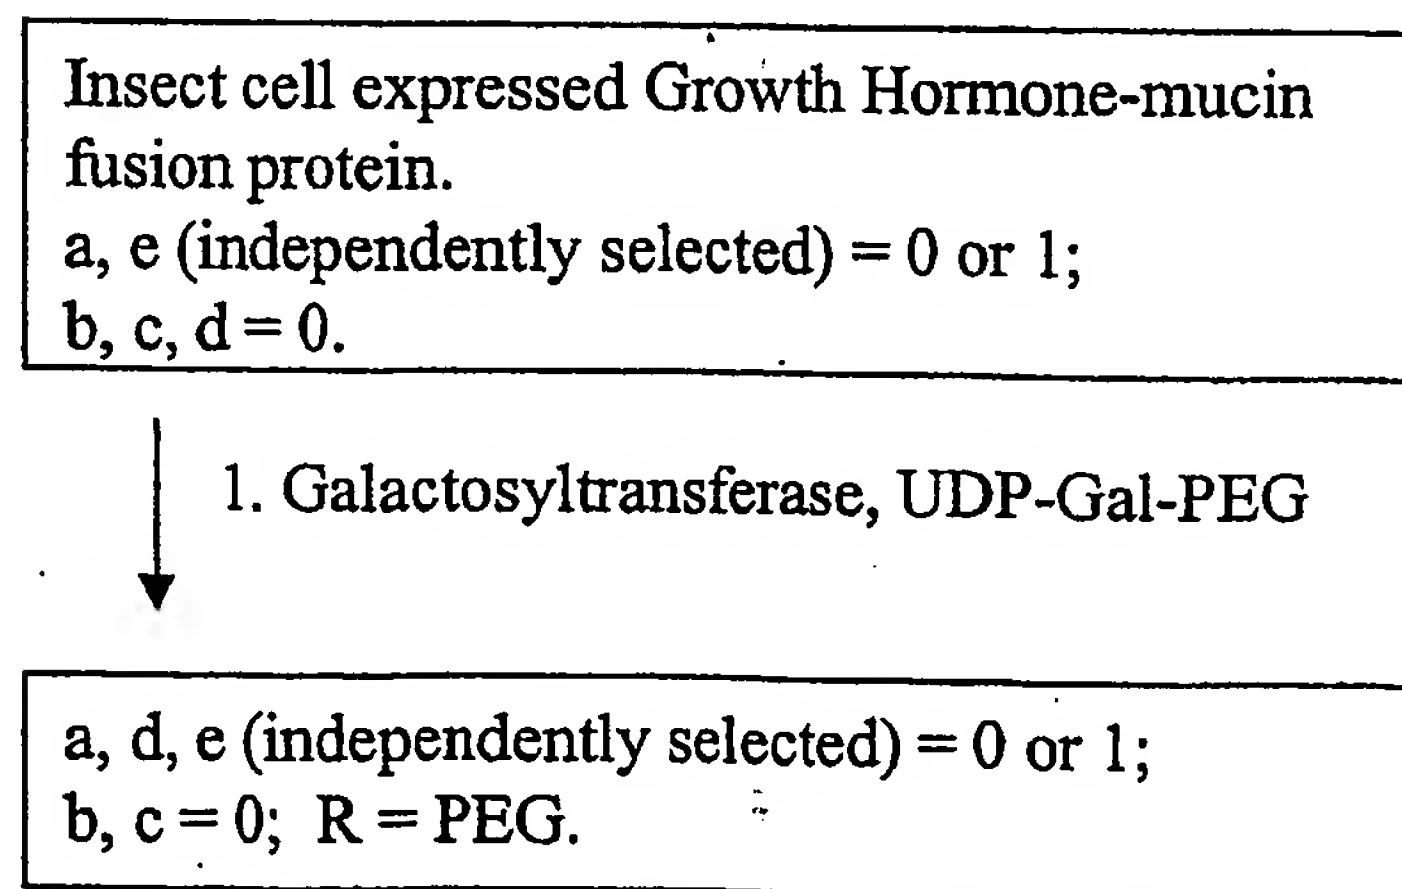 Insect cell expressed Growth Hormone-mucin
fusion protein.
a, e (independently selected) = 0 or 1;
b, c, d = 0.
1. Galactosyltransferase, UDP-Gal-PEG
a, d, e (independently selected) = 0 or 1;
b, c = 0; R = PEG.